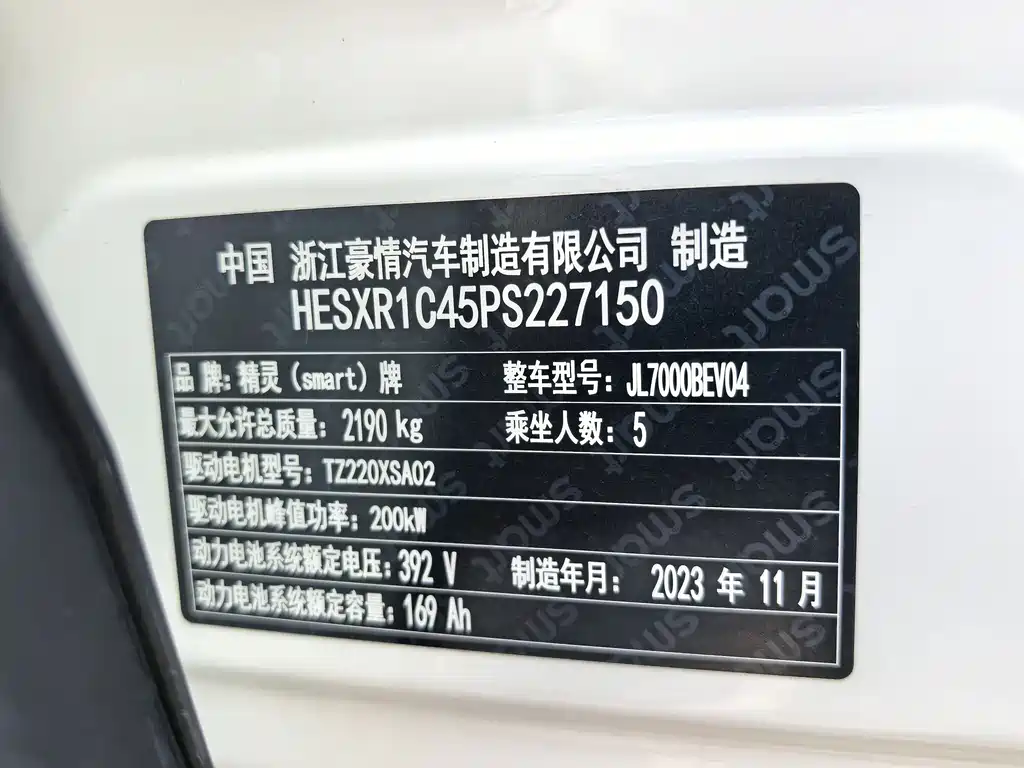 中国 浙江豪情汽车制造有限公司 制造
HESXR1C45PS227150
品牌: 精灵(smart)牌 整车型号: JL7000BEV04
最大允许总质量: 2190 kg 乘坐人数: 5
驱动电机型号: TZ220XSA02
驱动电机峰值功率: 200kW
动力电池系统额定电压: 392 V 制造年月: 2023 年 11 月
动力电池系统额定容量: 169 Ah